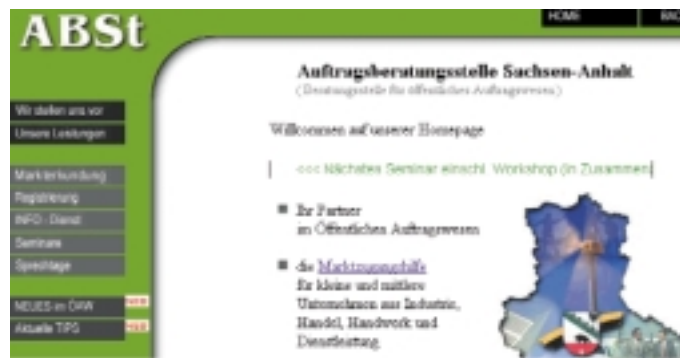 HOME
ABSt
Auftragsberatungsstelle Sachsen-Anhalt
(Beratungsstelle für öffentliches Auftragswesen)
Wir stellen uns vor
Unsere Leistungen
Willkommen auf unserer Homepage
<<< Nächstes Seminar einschl. Workshop (in Zusammen
Markterkundung
Registrierung
INFO - Dienst
Seminare
Sprechtage
NEUES im ÖAW
Aktuelle TIPS
Ihr Partner
im Öffentlichen Auftragswesen
die Marktzugangshilfe
für kleine und mittlere
Unternehmen aus Industrie,
Handel, Handwerk und
Dienstleistung